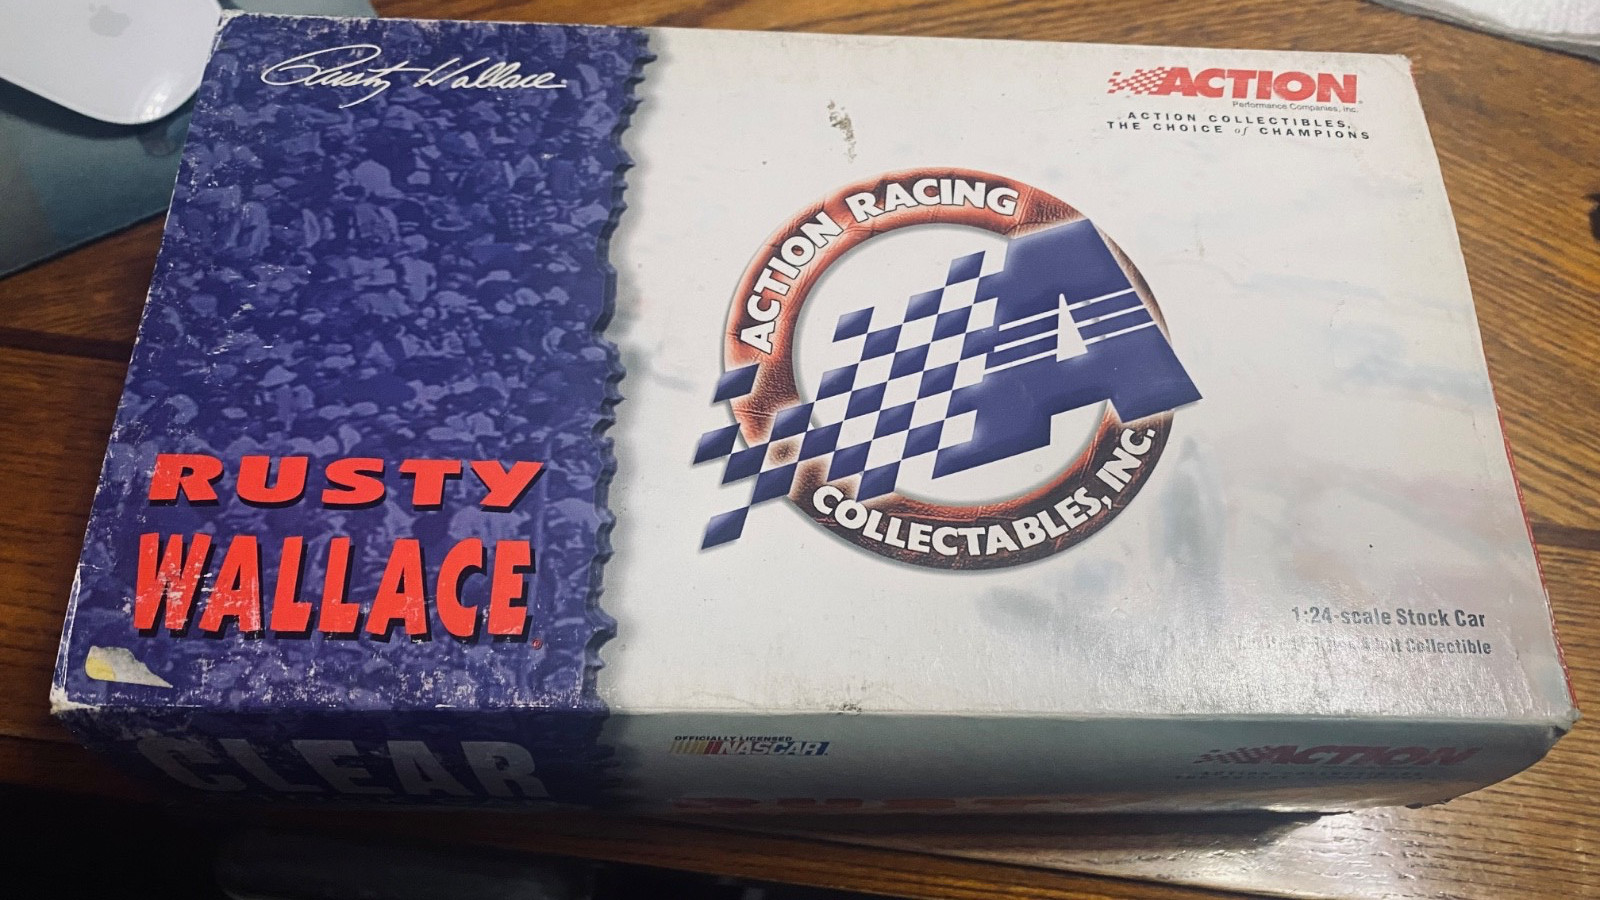 Rusty Wallace
ACTION
Performance Companies, Inc.
ACTION COLLECTIBLES,
THE CHOICE of CHAMPIONS
ACTION RACING
COLLECTABLES, INC.
A
RUSTY
WALLACE
1:24-scale Stock Car
Adult Collectible
CLEAR
OFFICIALLY LICENSED
NASCAR
ACTION